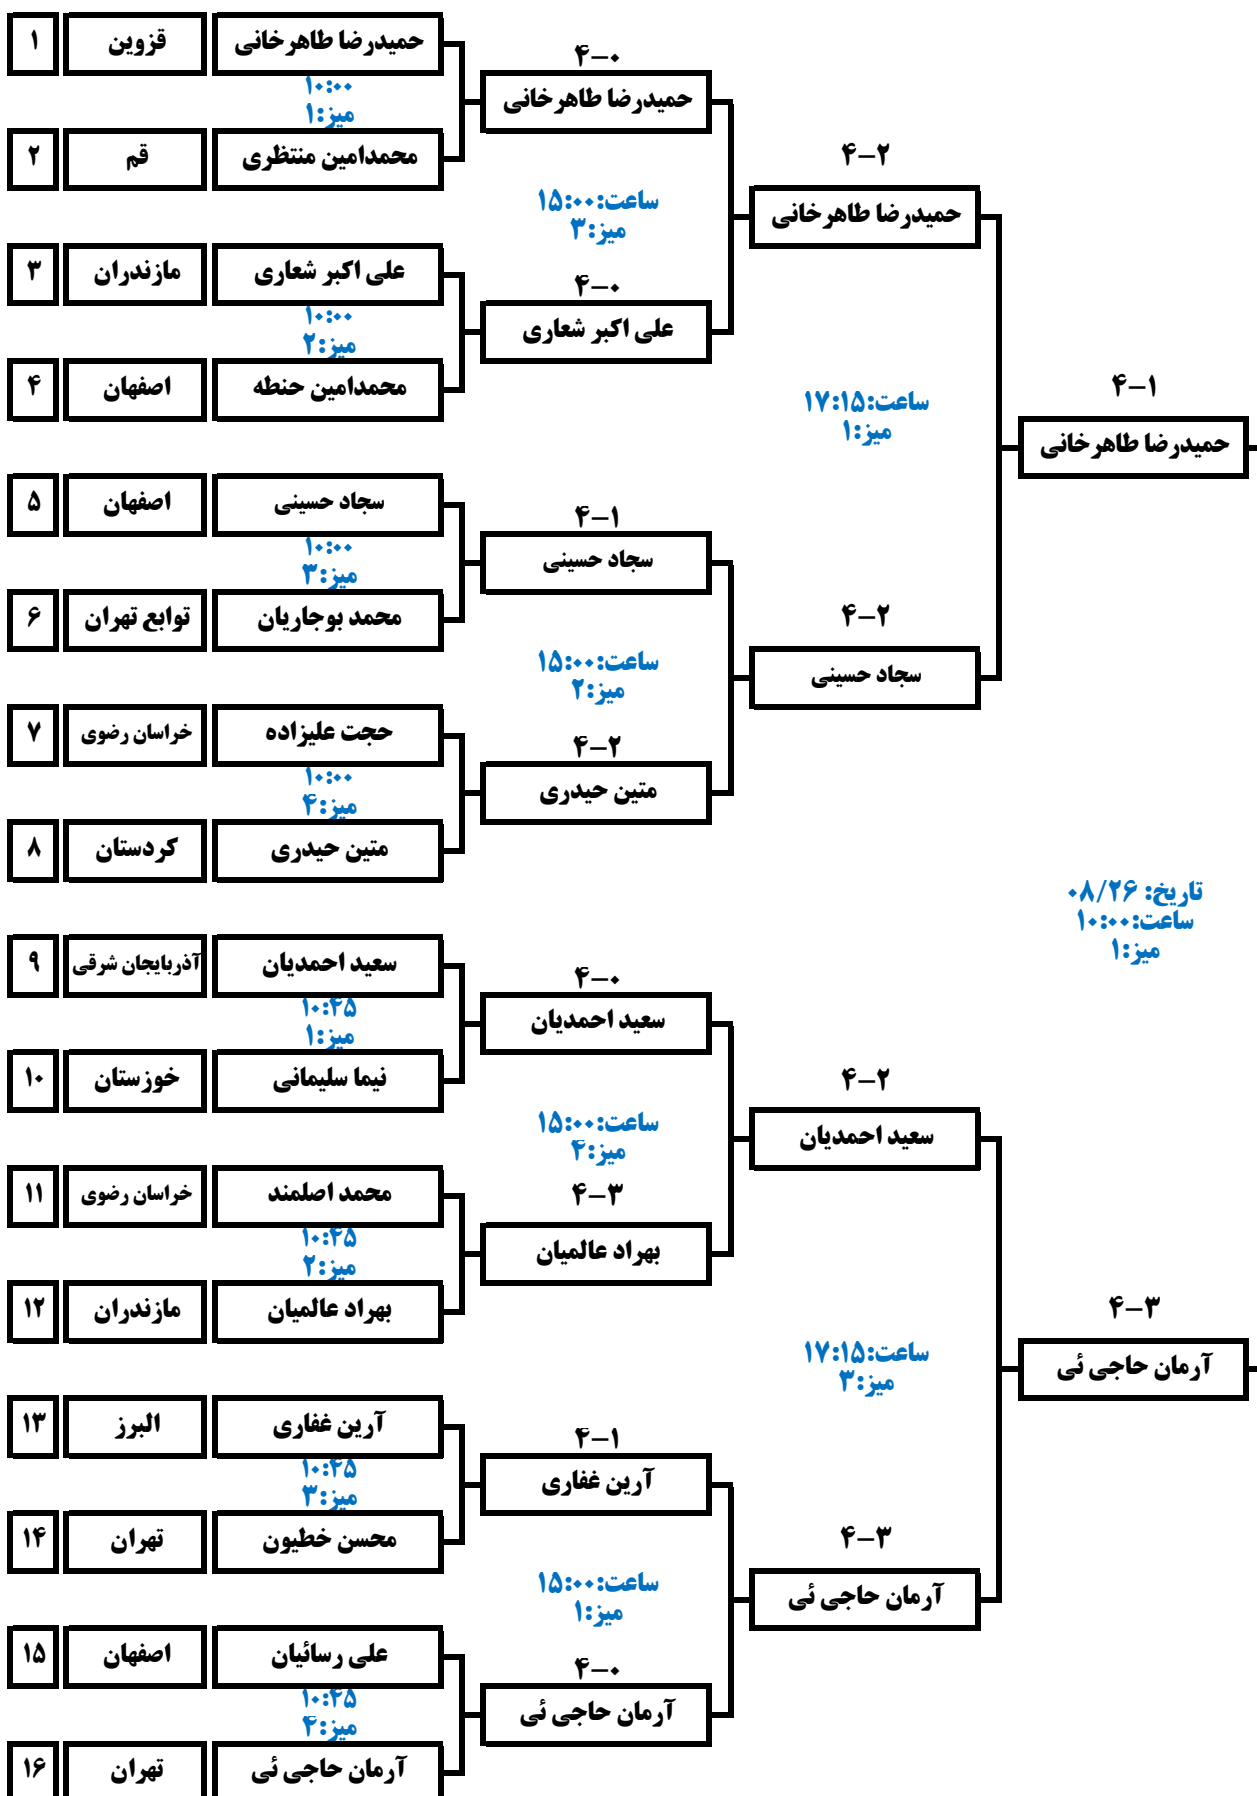 ۱ قزوین حمیدرضا طاهرخانی
۴-۰
۱۰:۰۰
حمیدرضا طاهرخانی
میز:۱
۲ قم محمدامین منتظری
۴-۲
ساعت:۱۵:۰۰
حمیدرضا طاهرخانی
میز:۳
۳ مازندران علی اکبر شعاری
۴-۰
۱۰:۰۰
علی اکبر شعاری
میز:۲
۴ اصفهان محمدامین حنطه
۴-۱
ساعت:۱۷:۱۵
میز:۱
حمیدرضا طاهرخانی
۵ اصفهان سجاد حسینی
۴-۱
۱۰:۰۰
سجاد حسینی
میز:۳
۶ توابع تهران محمد بوجاریان
۴-۲
ساعت:۱۵:۰۰
سجاد حسینی
میز:۲
۷ خراسان رضوی حجت علیزاده
۴-۲
۱۰:۰۰
متین حیدری
میز:۴
۸ کردستان متین حیدری
تاریخ: ۰۸/۲۶
ساعت:۱۰:۰۰
میز:۱
۹ آذربایجان شرقی سعید احمدیان
۴-۰
۱۰:۴۵
سعید احمدیان
میز:۱
۱۰ خوزستان نیما سلیمانی
۴-۲
ساعت:۱۵:۰۰
سعید احمدیان
میز:۴
۱۱ خراسان رضوی محمد اصلمند
۴-۳
۱۰:۴۵
بهراد عالمیان
میز:۲
۱۲ مازندران بهراد عالمیان
۴-۳
ساعت:۱۷:۱۵
آرمان حاجی ئی
میز:۳
۱۳ البرز آرین غفاری
۴-۱
۱۰:۴۵
آرین غفاری
میز:۳
۱۴ تهران محسن خطیون
۴-۳
ساعت:۱۵:۰۰
آرمان حاجی ئی
میز:۱
۱۵ اصفهان علی رسائیان
۴-۰
۱۰:۴۵
آرمان حاجی ئی
میز:۴
۱۶ تهران آرمان حاجی ئی